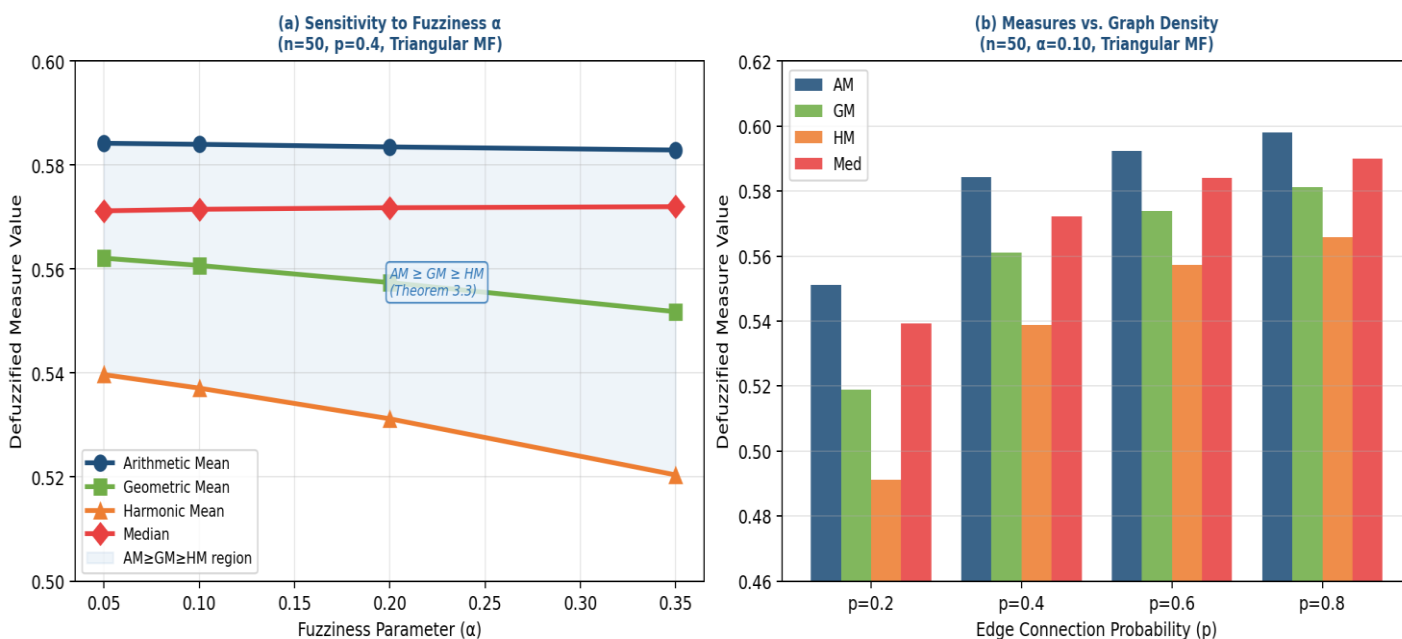 (a) Sensitivity to Fuzziness α
(n=50, p=0.4, Triangular MF)
Defuzzified Measure Value
0.60
0.58
0.56
0.54
0.52
0.50
AM ≥ GM ≥ HM
(Theorem 3.3)
Arithmetic Mean
Geometric Mean
Harmonic Mean
Median
AM≥GM≥HM region
0.05 0.10 0.15 0.20 0.25 0.30 0.35
Fuzziness Parameter (α)
(b) Measures vs. Graph Density
(n=50, α=0.10, Triangular MF)
Defuzzified Measure Value
0.62
0.60
0.58
0.56
0.54
0.52
0.50
0.48
0.46
AM
GM
HM
Med
p=0.2 p=0.4 p=0.6 p=0.8
Edge Connection Probability (p)